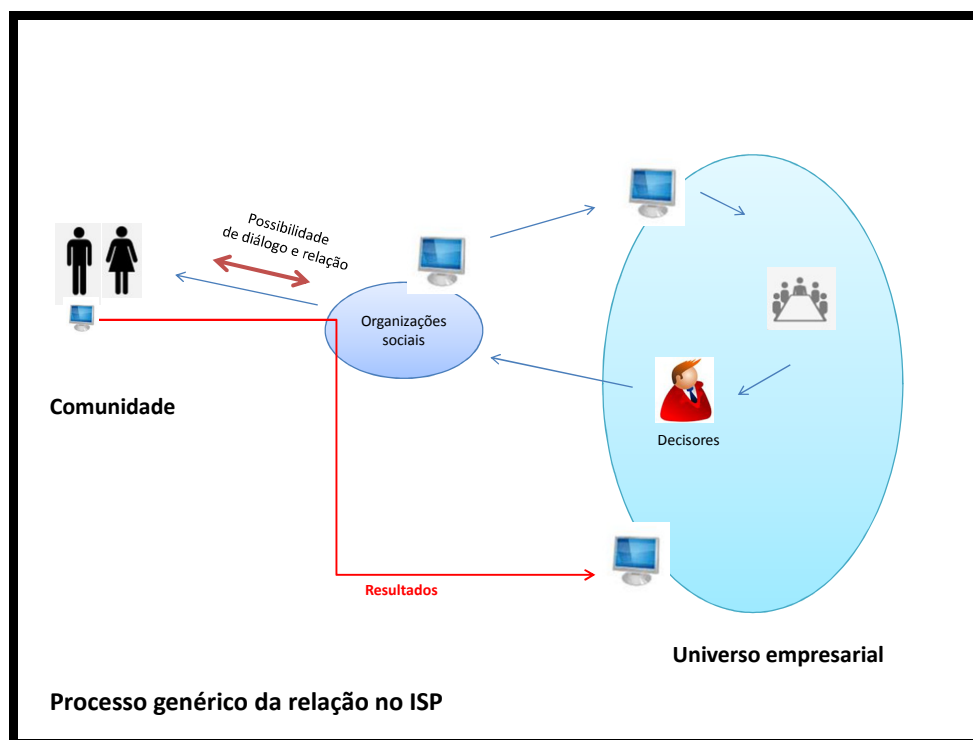 Possibilidade
de diálogo e relação
Organizações
sociais
Comunidade
Decisores
Resultados
Universo empresarial
Processo genérico da relação no ISP